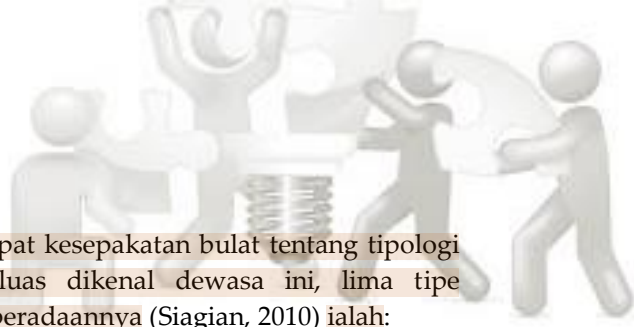 pat kesepakatan bulat tentang tipologi
luas dikenal dewasa ini, lima tipe
beradaannya (Siagian, 2010) ialah: